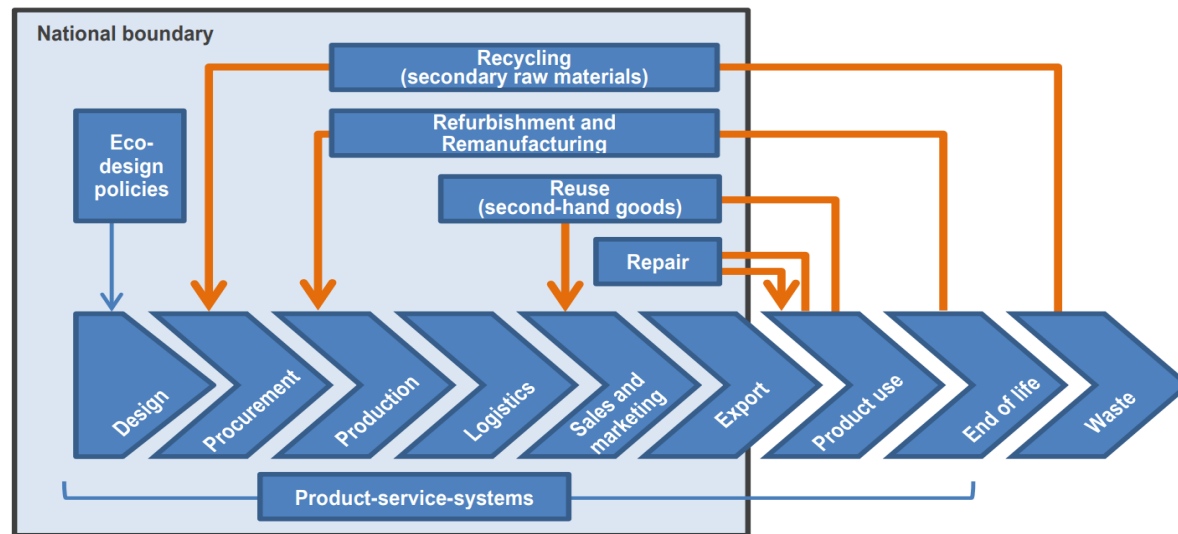 National boundary
Recycling
(secondary raw materials)
Refurbishment and
Remanufacturing
Eco-
design
policies
Reuse
(second-hand goods)
Repair
Design
Procurement
Production
Logistics
Sales and
marketing
Export
Product use
End of life
Waste
Product-service-systems